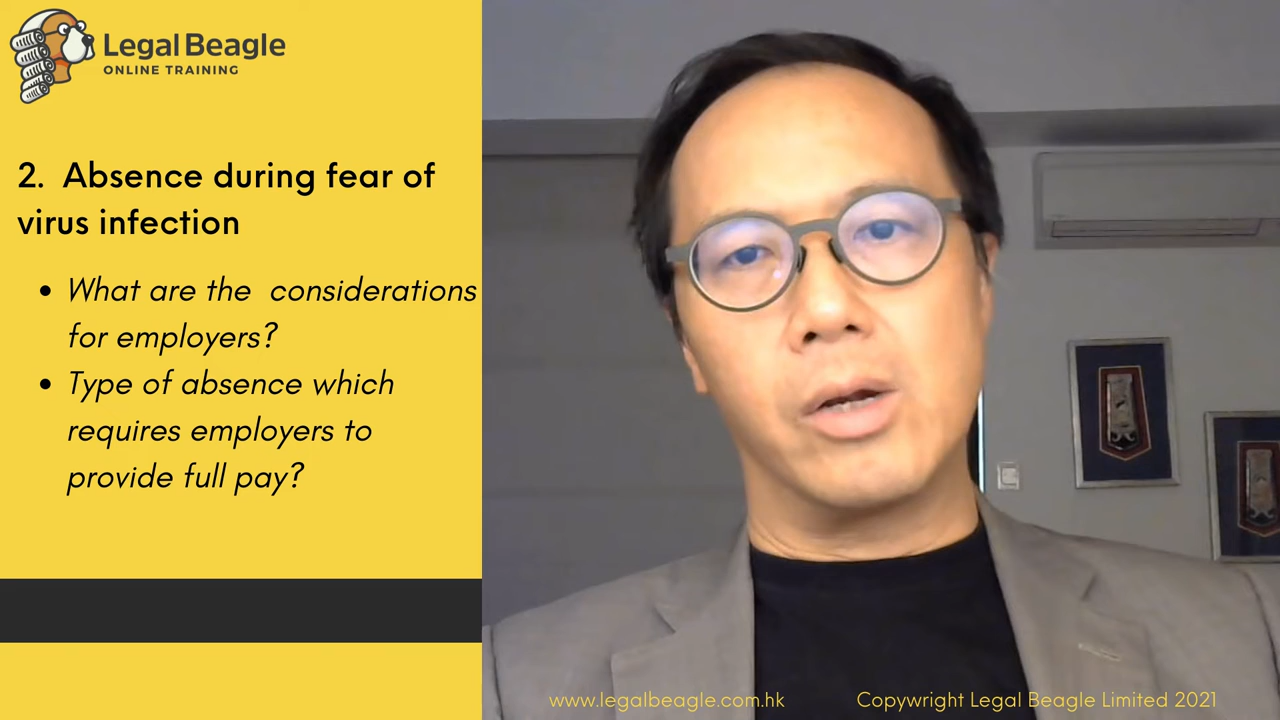 Legal Beagle
ONLINE TRAINING
2. Absence during fear of
virus infection
• What are the considerations
for employers?
• Type of absence which
requires employers to
provide full pay?
www.legalbeagle.com.hk
Copywright Legal Beagle Limited 2021